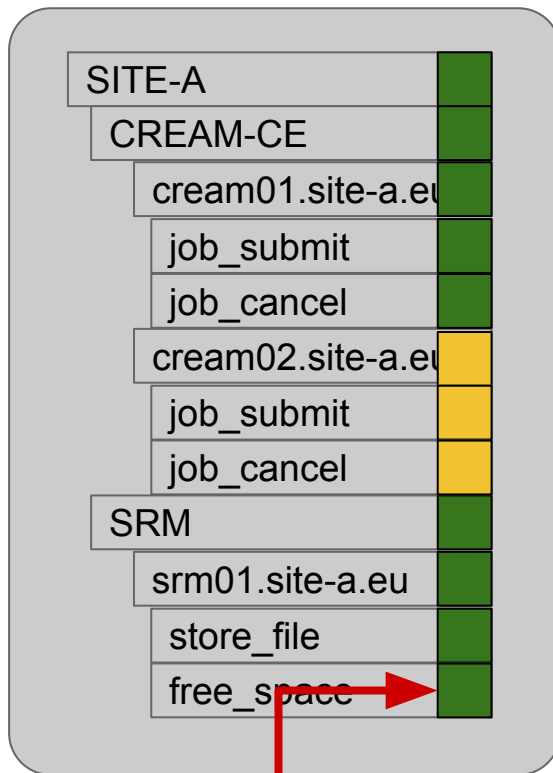 SITE-A
CREAM-CE
cream01.site-a.eu
job_submit
job_cancel
cream02.site-a.eu
job_submit
job_cancel
SRM
srm01.site-a.eu
store_file
free_space